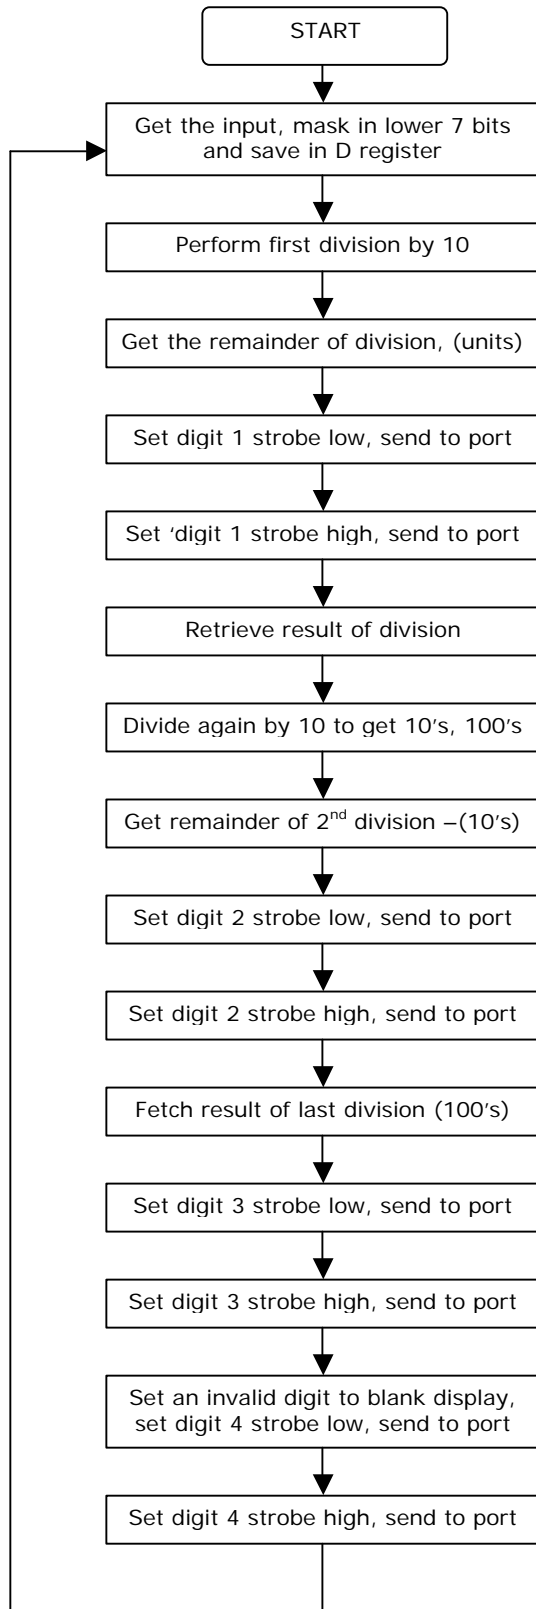 START
Get the input, mask in lower 7 bits
and save in D register
Perform first division by 10
Get the remainder of division, (units)
Set digit 1 strobe low, send to port
Set ‘digit 1 strobe high, send to port
Retrieve result of division
Divide again by 10 to get 10’s, 100’s
Get remainder of 2nd division –(10’s)
Set digit 2 strobe low, send to port
Set digit 2 strobe high, send to port
Fetch result of last division (100’s)
Set digit 3 strobe low, send to port
Set digit 3 strobe high, send to port
Set an invalid digit to blank display,
set digit 4 strobe low, send to port
Set digit 4 strobe high, send to port